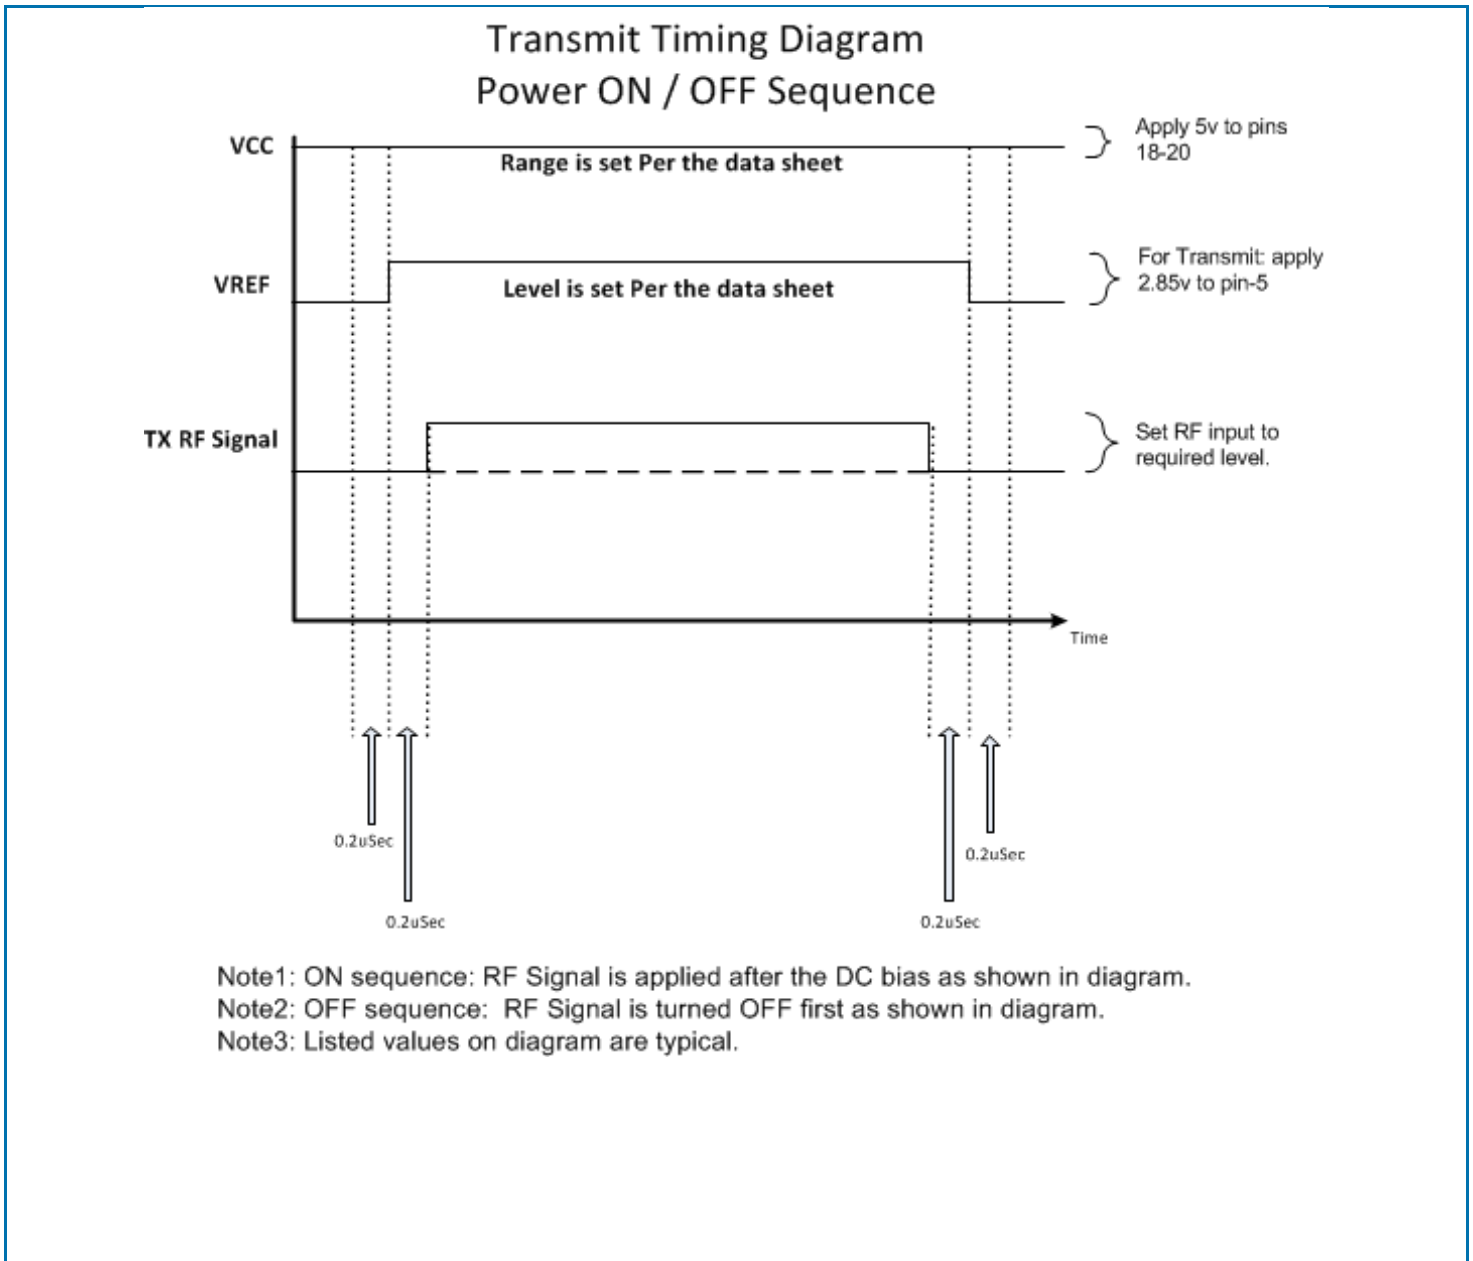 Transmit Timing Diagram
Power ON / OFF Sequence
VCC
Range is set Per the data sheet
Apply 5v to pins
18-20
VREF
Level is set Per the data sheet
For Transmit: apply
2.85v to pin-5
TX RF Signal
Set RF input to
required level.
Time
0.2uSec
0.2uSec
0.2uSec
0.2uSec
Note1: ON sequence: RF Signal is applied after the DC bias as shown in diagram.
Note2: OFF sequence:  RF Signal is turned OFF first as shown in diagram.
Note3: Listed values on diagram are typical.